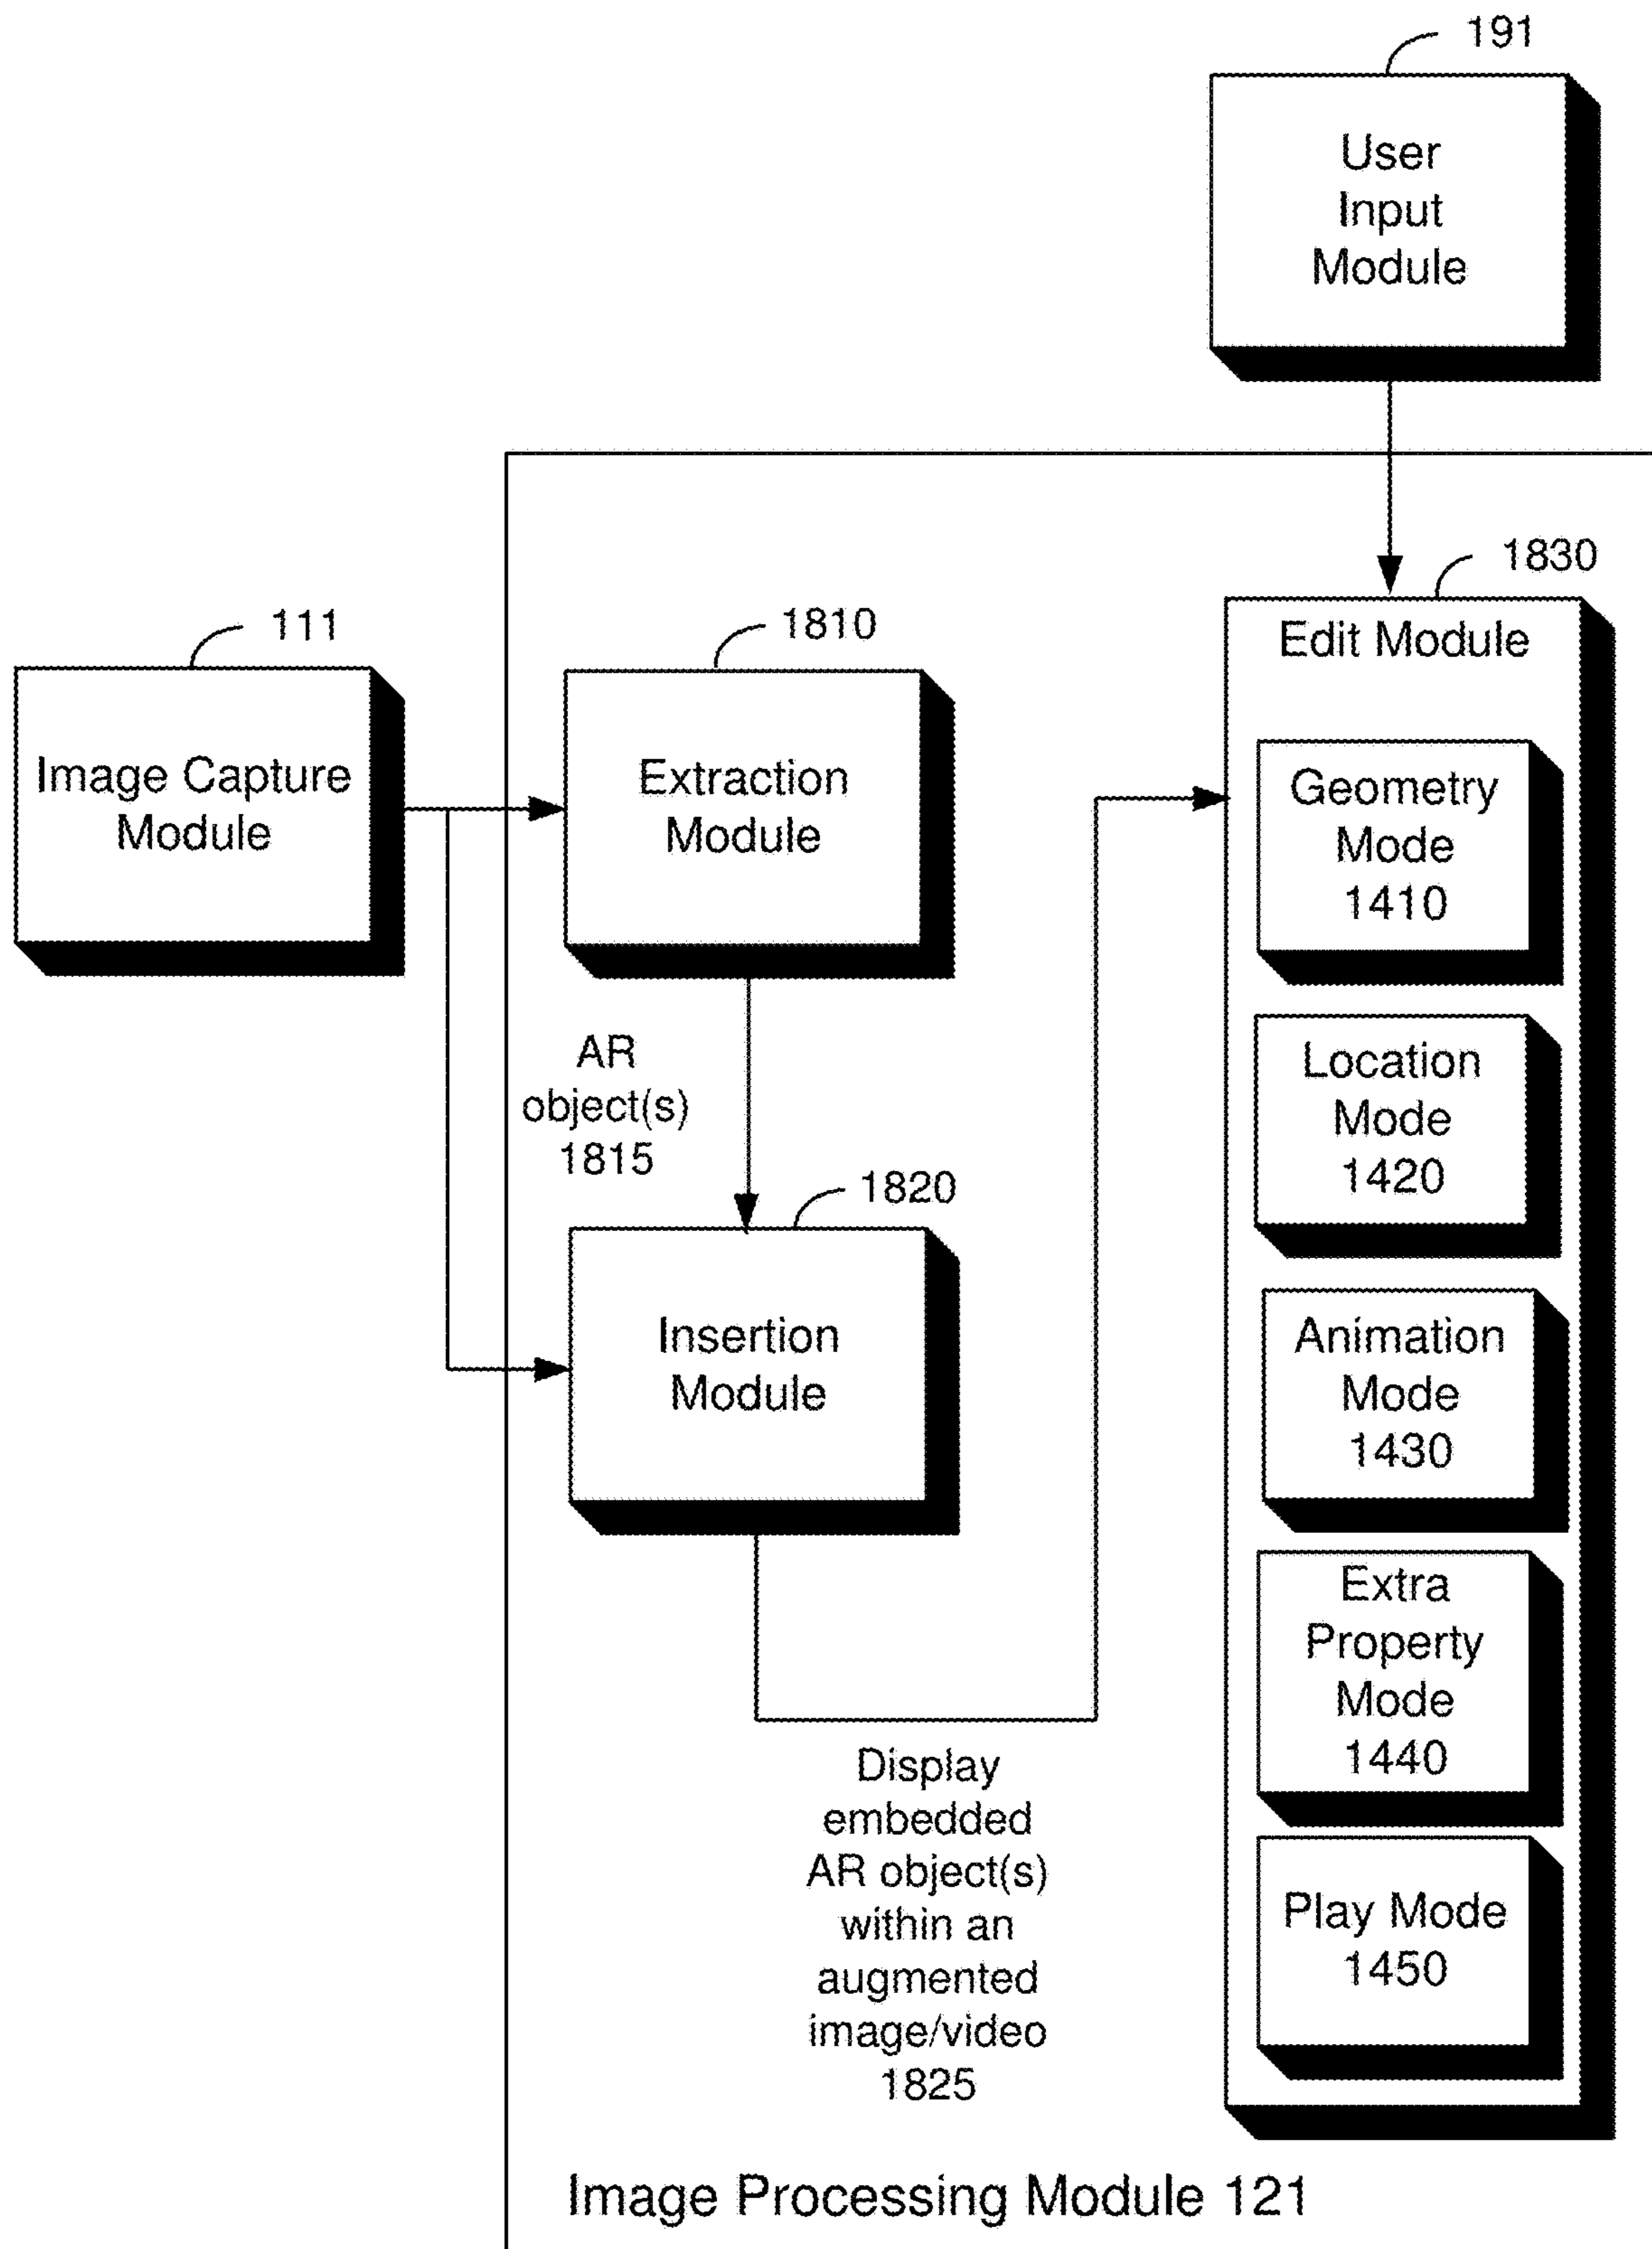 191
User
Input
Module
1830
Edit Module
111
Image Capture
Module
1810
Extraction
Module
Geometry
Mode
1410
AR
object(s)
1815
Location
Mode
1420
1820
Insertion
Module
Animation
Mode
1430
Extra
Property
Mode
1440
Display
embedded
AR object(s)
within an
augmented
image/video
1825
Play Mode
1450
Image Processing Module 121